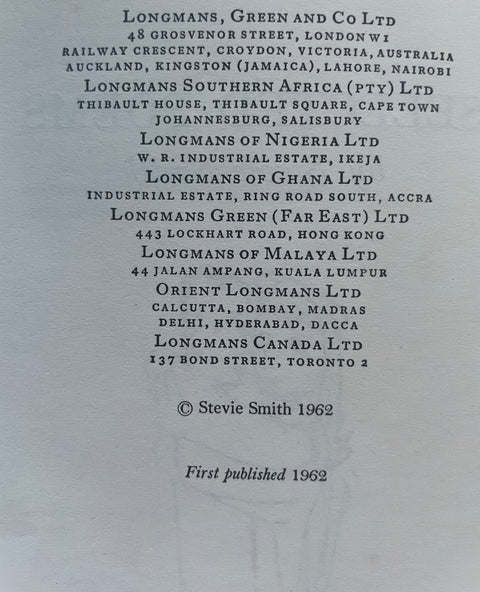 Longmans, Green and Co Ltd
48 Grosvenor Street, London W1
Railway Crescent, Croydon, Victoria, Australia
Auckland, Kingston (Jamaica), Lahore, Nairobi
Longmans Southern Africa (Pty) Ltd
Thibault House, Thibault Square, Cape Town
Johannesburg, Salisbury
Longmans of Nigeria Ltd
W. R. Industrial Estate, Ikeja
Longmans of Ghana Ltd
Industrial Estate, Ring Road South, Accra
Longmans Green (Far East) Ltd
443 Lockhart Road, Hong Kong
Longmans of Malaya Ltd
44 Jalan Ampang, Kuala Lumpur
Orient Longmans Ltd
Calcutta, Bombay, Madras
Delhi, Hyderabad, Dacca
Longmans Canada Ltd
137 Bond Street, Toronto 2
© Stevie Smith 1962
First published 1962